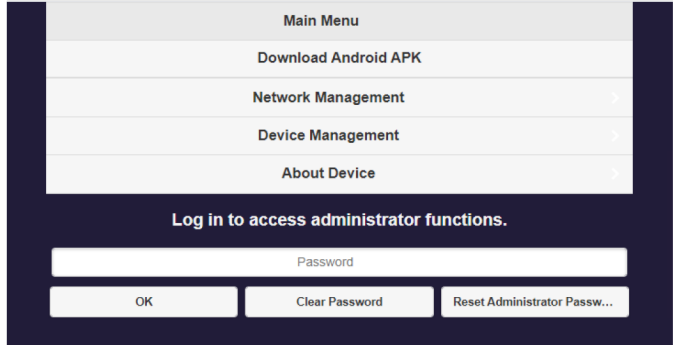 Main Menu
Download Android APK
Network Management
Device Management
About Device
Log in to access administrator functions.
Password
OK
Clear Password
Reset Administrator Passw...